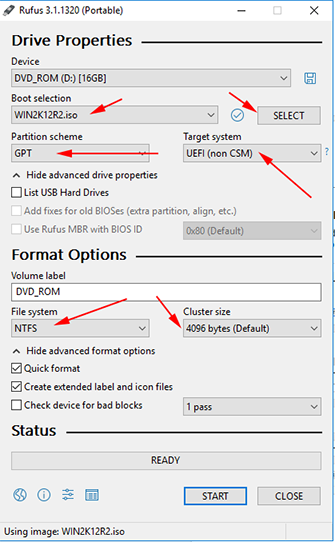 Rufus 3.1.1320 (Portable)
Drive Properties
Device
DVD_ROM (D:) [16GB]
Boot selection
WIN2K12R2.iso
SELECT
Partition scheme
Target system
GPT
UEFI (non CSM)
?
Hide advanced drive properties
List USB Hard Drives
Add fixes for old BIOSes (extra partition, align, etc.)
Use Rufus MBR with BIOS ID
0x80 (Default)
Format Options
Volume label
DVD_ROM
File system
Cluster size
NTFS
4096 bytes (Default)
Hide advanced format options
Quick format
Create extended label and icon files
Check device for bad blocks
1 pass
Status
READY
START
CLOSE
Using image: WIN2K12R2.iso